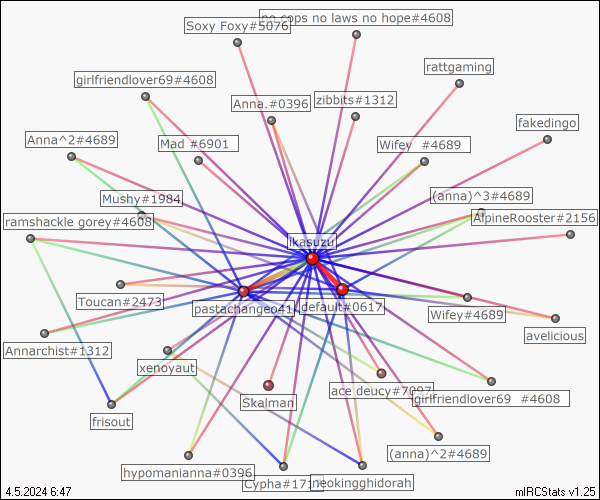 no cops no laws no hope#4608
Soxy Foxy#5076
rattgaming
girlfriendlover69#4608
Anna.#0396
zibbits#1312
fakedingo
Anna^2#4689
Mad #6901
Wifey #4689
Mushy#1984
(anna)^3#4689
ramshackle gorey#4608
AlpineRooster#2156
ikasuzu
Toucan#2473
pastachangeo41
default#0617
Wifey#4689
avelicious
Annarchist#1312
xenoyaut
ace deucy#7097
girlfriendlover69 #4608
Skalman
frisout
(anna)^2#4689
hypomanianna#0396
neokingghidorah
4.5.2024 6:47
mIRCStats v1.25